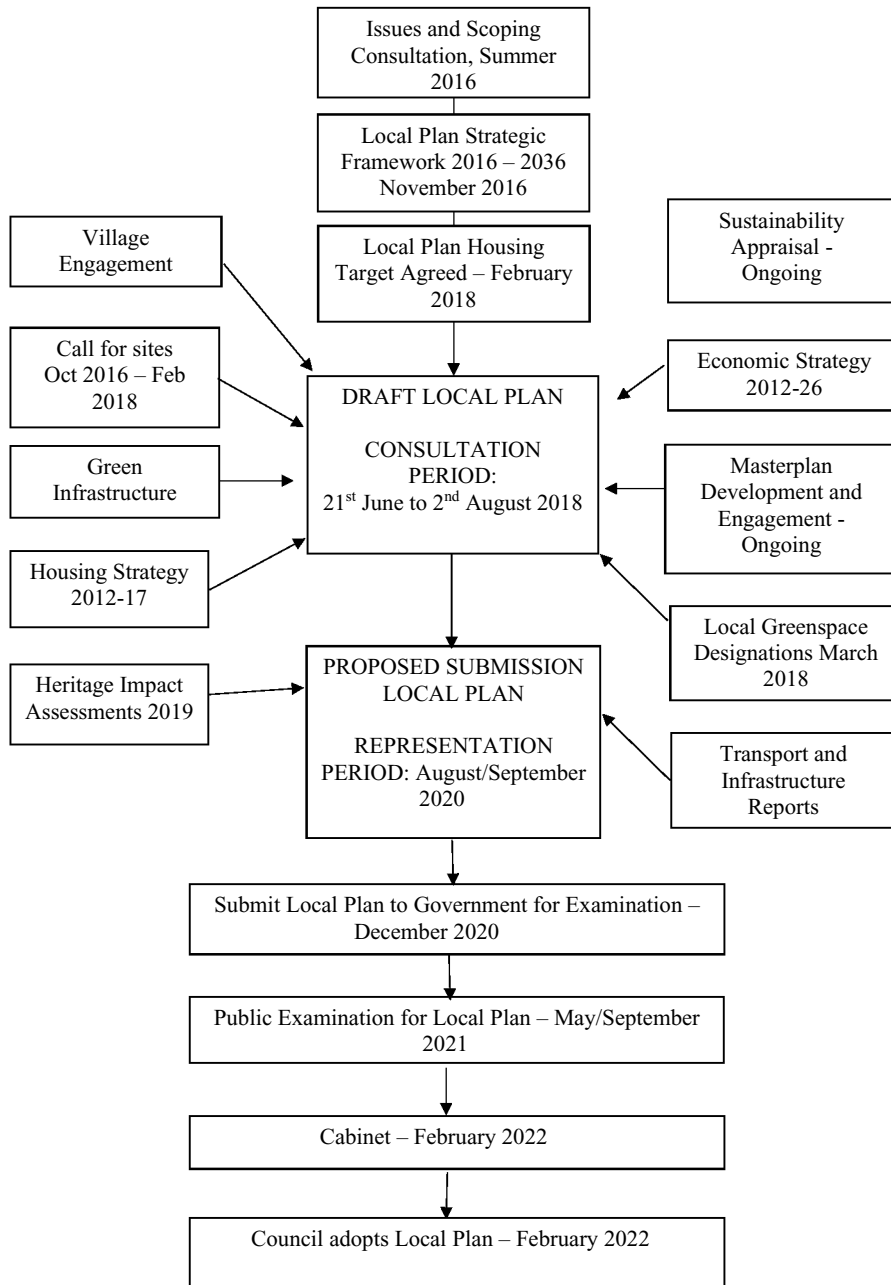 Issues and Scoping
Consultation, Summer
2016
Local Plan Strategic
Framework 2016 – 2036
November 2016
Local Plan Housing
Target Agreed – February
2018
Sustainability
Appraisal -
Ongoing
Village
Engagement
Call for sites
Oct 2016 – Feb
2018
Green
Infrastructure
Housing Strategy
2012-17
Heritage Impact
Assessments 2019
DRAFT LOCAL PLAN
CONSULTATION
PERIOD:
21st June to 2nd August 2018
Economic Strategy
2012-26
Masterplan
Development and
Engagement -
Ongoing
Local Greenspace
Designations March
2018
Transport and
Infrastructure
Reports
PROPOSED SUBMISSION
LOCAL PLAN
REPRESENTATION
PERIOD: August/September
2020
Submit Local Plan to Government for Examination –
December 2020
Public Examination for Local Plan – May/September
2021
Cabinet – February 2022
Council adopts Local Plan – February 2022